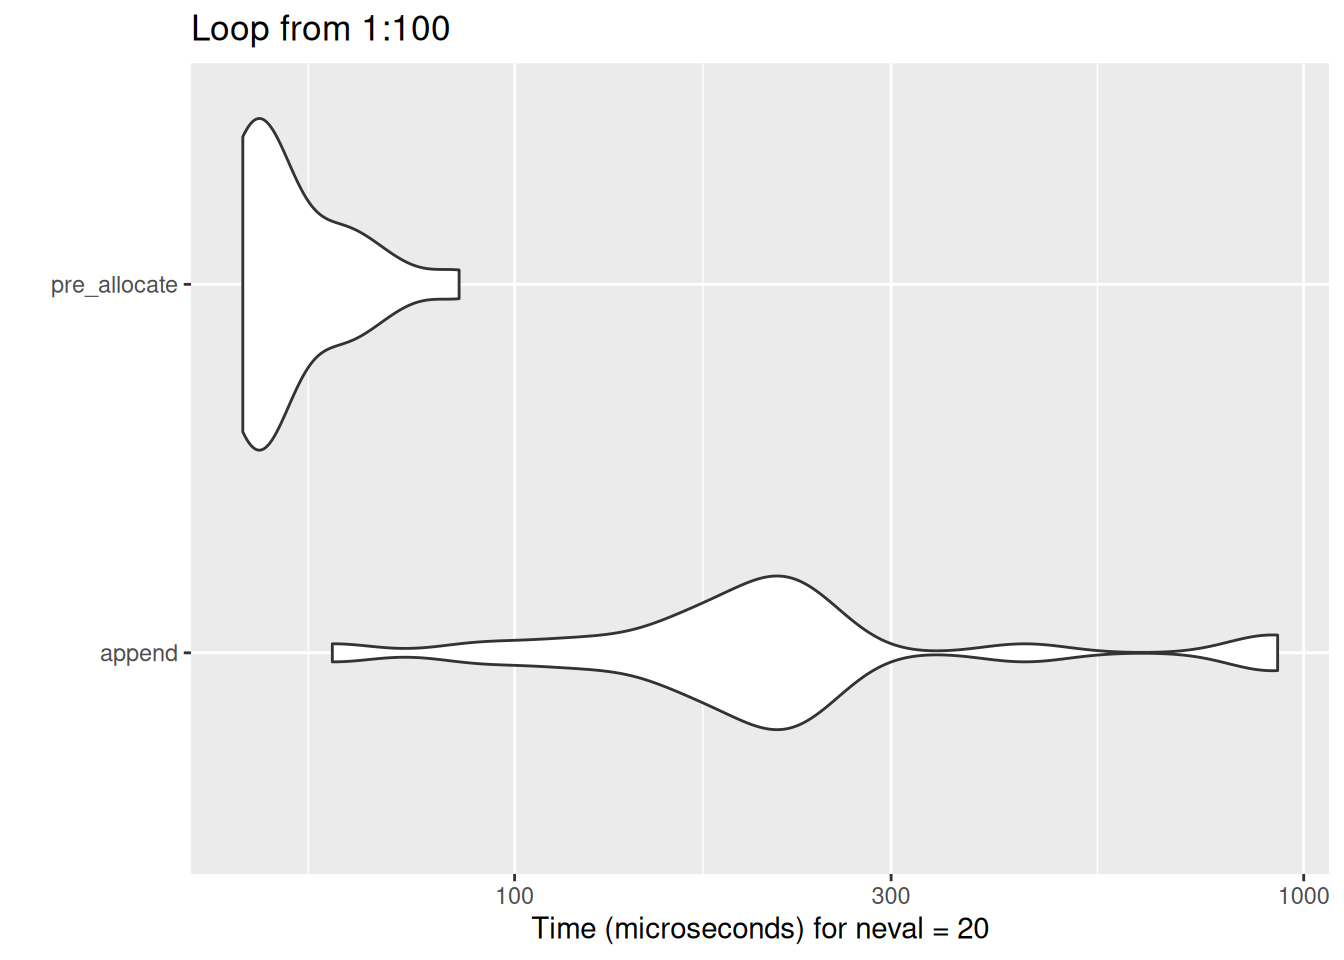 Loop from 1:100
pre_allocate
append
100
300
1000
Time (microseconds) for neval = 20